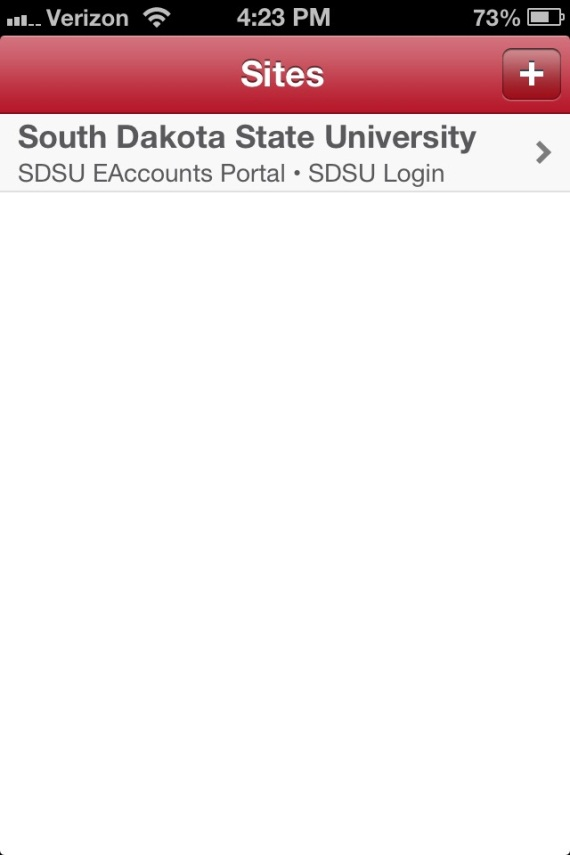 Verizon 4:23 PM 73%
Sites +
South Dakota State University
SDSU EAccounts Portal • SDSU Login